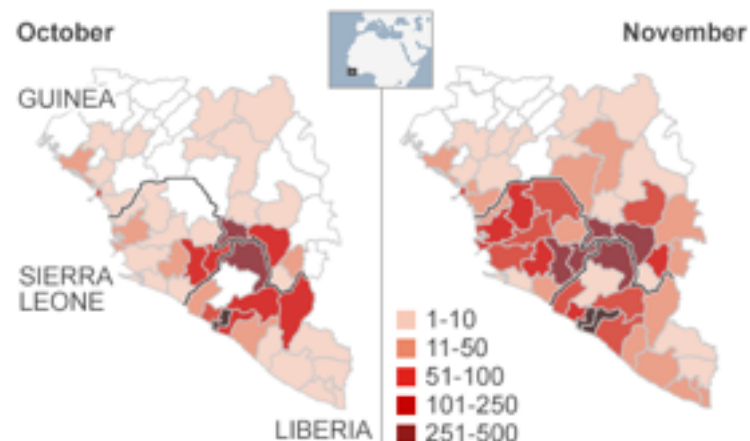 October
November
GUINEA
SIERRA
LEONE
LIBERIA
1-10
11-50
51-100
101-250
251-500